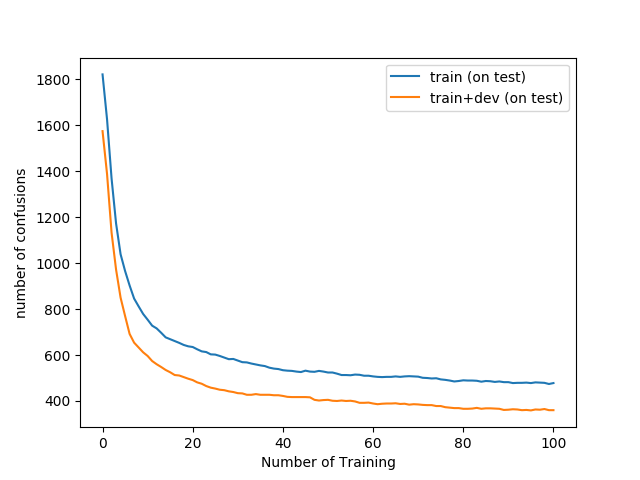 train (on test)
train+dev (on test)
number of confusions
1800
1600
1400
1200
1000
800
600
400
0 20 40 60 80 100
Number of Training